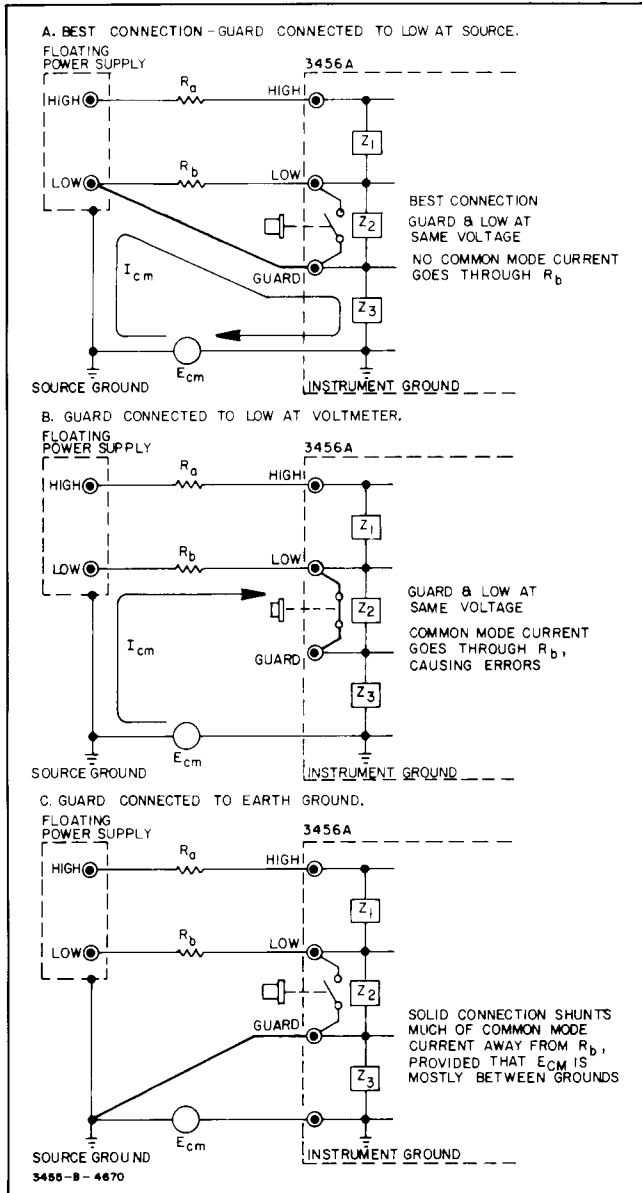 A. BEST CONNECTION – GUARD CONNECTED TO LOW AT SOURCE.
FLOATING
POWER SUPPLY
3456A
HIGH
Ra
HIGH
Z1
LOW
Rb
LOW
Z2
BEST CONNECTION
GUARD & LOW AT
SAME VOLTAGE
NO COMMON MODE CURRENT
GOES THROUGH Rb
Icm
GUARD
Z3
Ecm
SOURCE GROUND
INSTRUMENT GROUND
B. GUARD CONNECTED TO LOW AT VOLTMETER.
FLOATING
POWER SUPPLY
3456A
HIGH
Ra
HIGH
Z1
LOW
Rb
LOW
Z2
GUARD & LOW AT
SAME VOLTAGE
COMMON MODE CURRENT
GOES THROUGH Rb,
CAUSING ERRORS
Icm
GUARD
Z3
Ecm
SOURCE GROUND
INSTRUMENT GROUND
C. GUARD CONNECTED TO EARTH GROUND.
FLOATING
POWER SUPPLY
3456A
HIGH
Ra
HIGH
Z1
LOW
Rb
LOW
Z2
GUARD
SOLID CONNECTION SHUNTS
MUCH OF COMMON MODE
CURRENT AWAY FROM Rb,
PROVIDED THAT ECM IS
MOSTLY BETWEEN GROUNDS
Z3
Ecm
SOURCE GROUND
INSTRUMENT GROUND
3455-B-4670